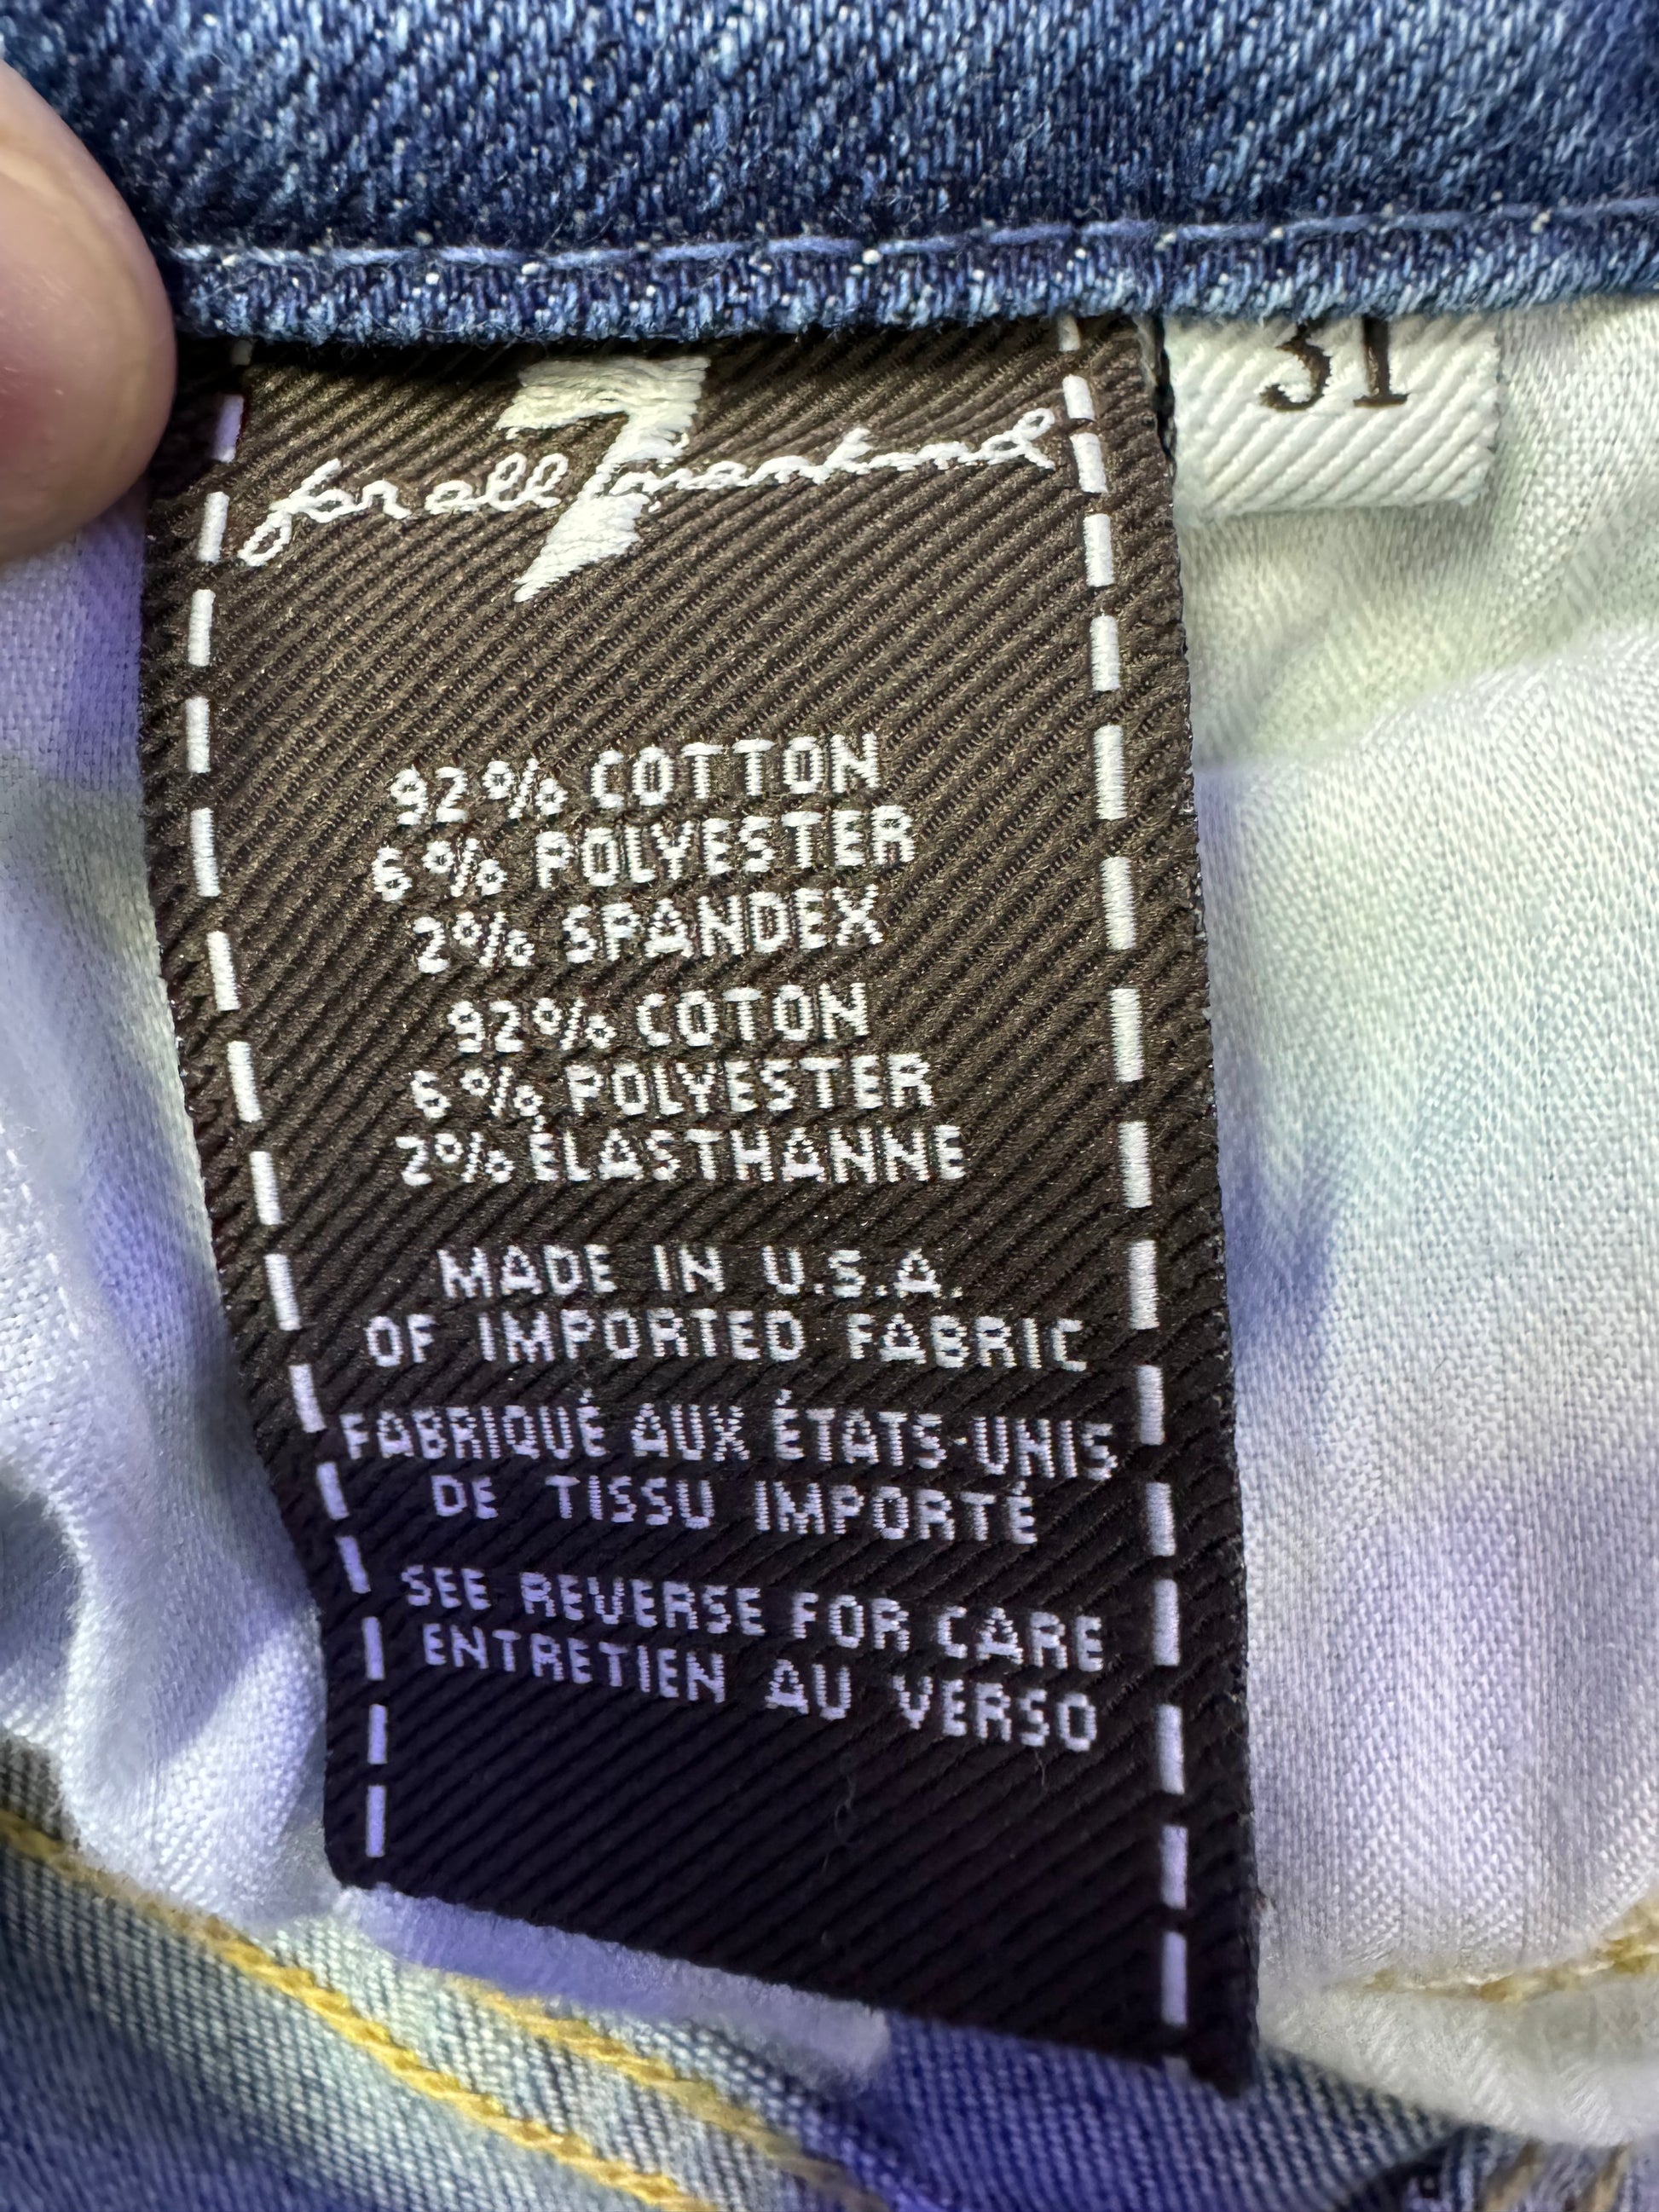 7
for all mankind
31
92% COTTON
6% POLYESTER
2% SPANDEX
92% COTON
6% POLYESTER
2% ÉLASTHANNE
MADE IN U.S.A.
OF IMPORTED FABRIC
FABRIQUÉ AUX ÉTATS-UNIS
DE TISSU IMPORTÉ
SEE REVERSE FOR CARE
ENTRETIEN AU VERSO